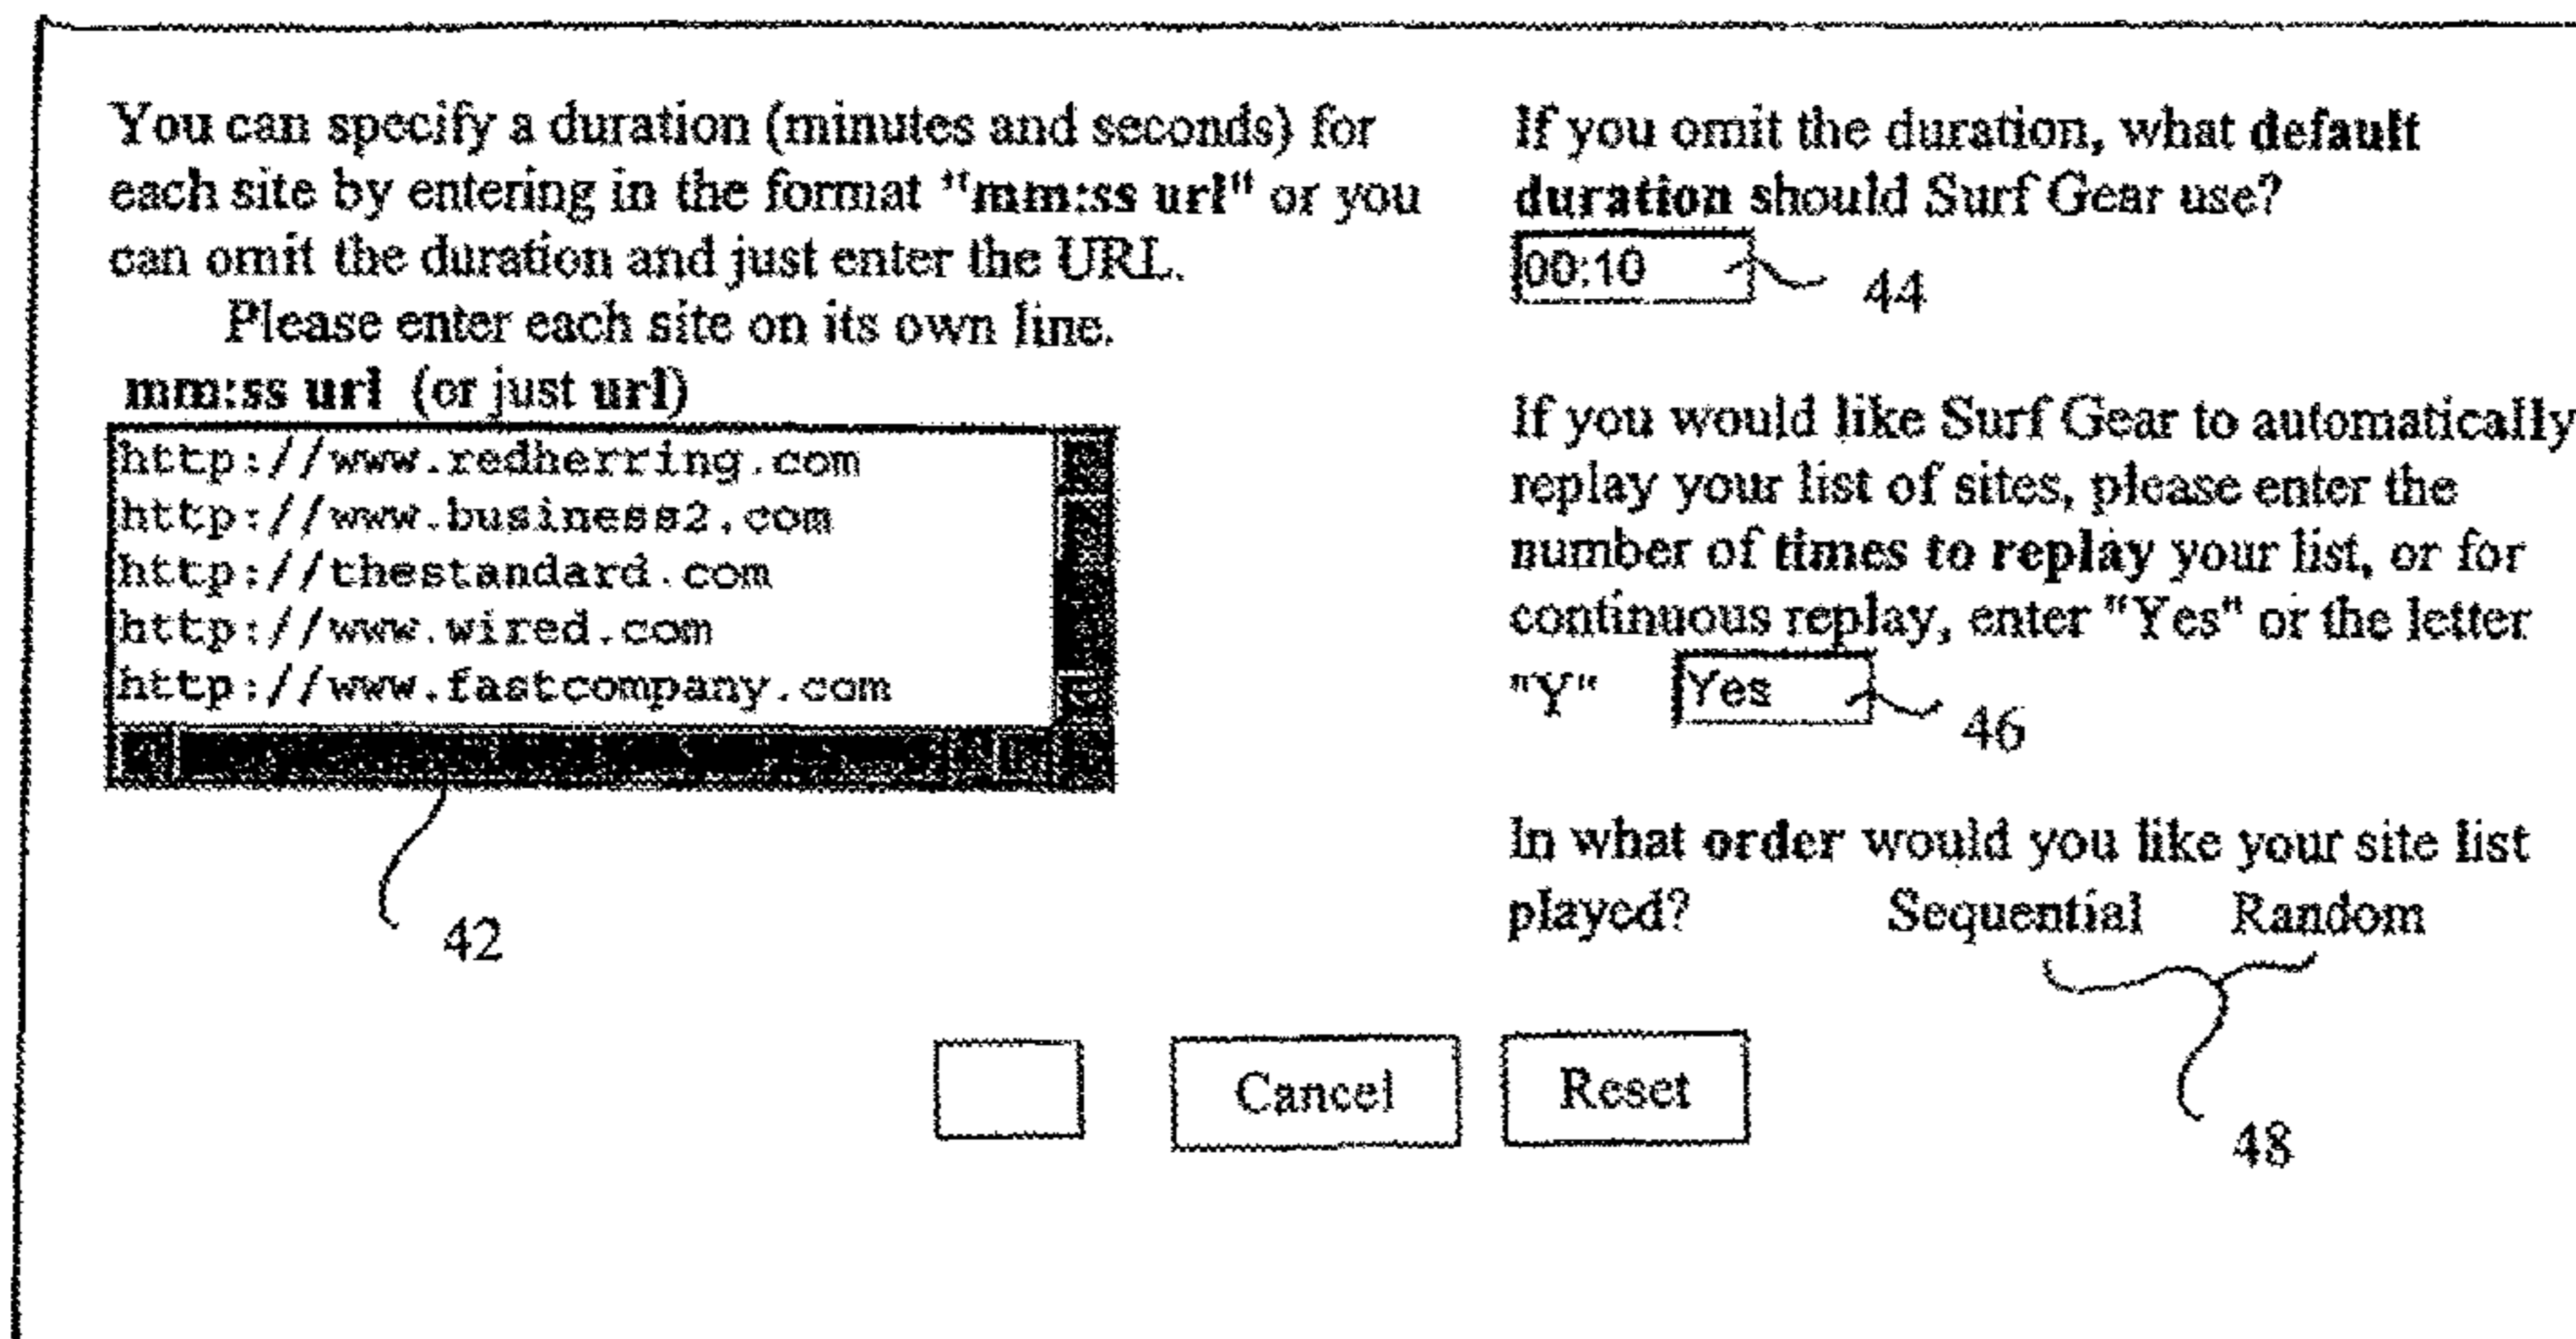 You can specify a duration (minutes and seconds) for
each site by entering in the format "mm:ss url" or you
can omit the duration and just enter the URL.
Please enter each site on its own line.
mm:ss url (or just url)
http://www.redherring.com
http://www.business2.com
http://thestandard.com
http://www.wired.com
http://www.fastcompany.com
42
If you omit the duration, what default
duration should Surf Gear use?
00:10
44
If you would like Surf Gear to automatically
replay your list of sites, please enter the
number of times to replay your list, or for
continuous replay, enter "Yes" or the letter
"Y" Yes
46
In what order would you like your site list
played? Sequential Random
48
Cancel Reset